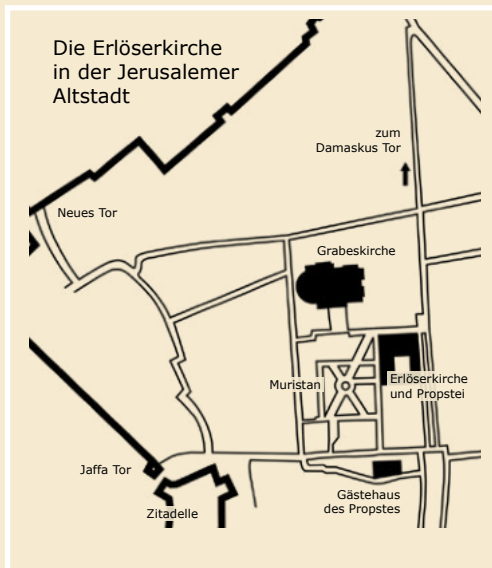 Die Erlöserkirche
in der Jerusalemer
Altstadt
zum
Damaskus Tor
Neues Tor
Grabeskirche
Muristan
Erlöserkirche
und Propstei
Jaffa Tor
Zitadelle
Gästehaus
des Propstes